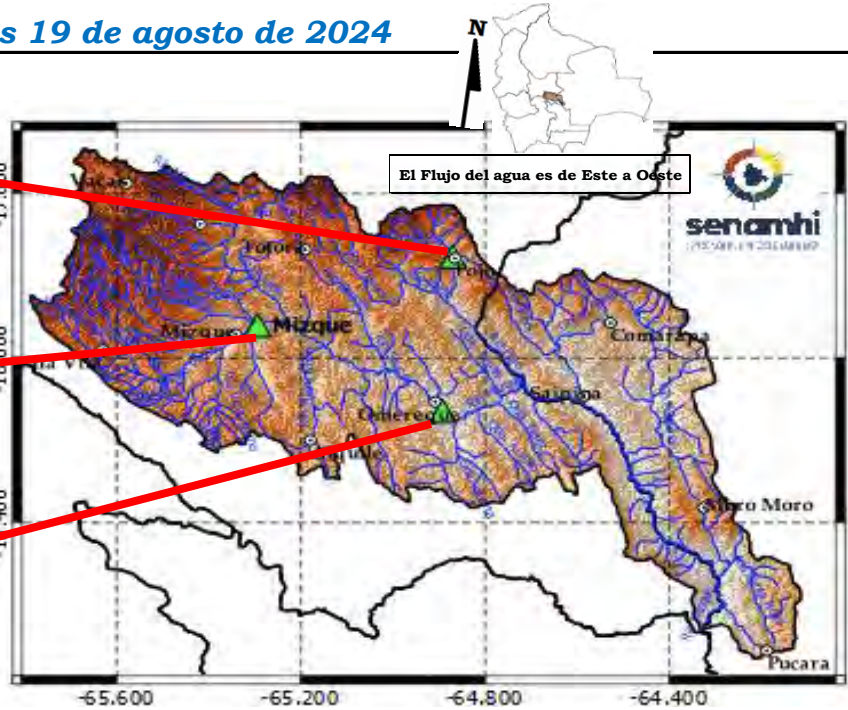 s 19 de agosto de 2024
N
El Flujo del agua es de Este a Oeste
senamhi
Vacas
Pojo
Mizque
Mizque
Comarapa
Saipina
Omereque
Moro Moro
Pucara
-65.600
-65.200
-64.800
-64.400